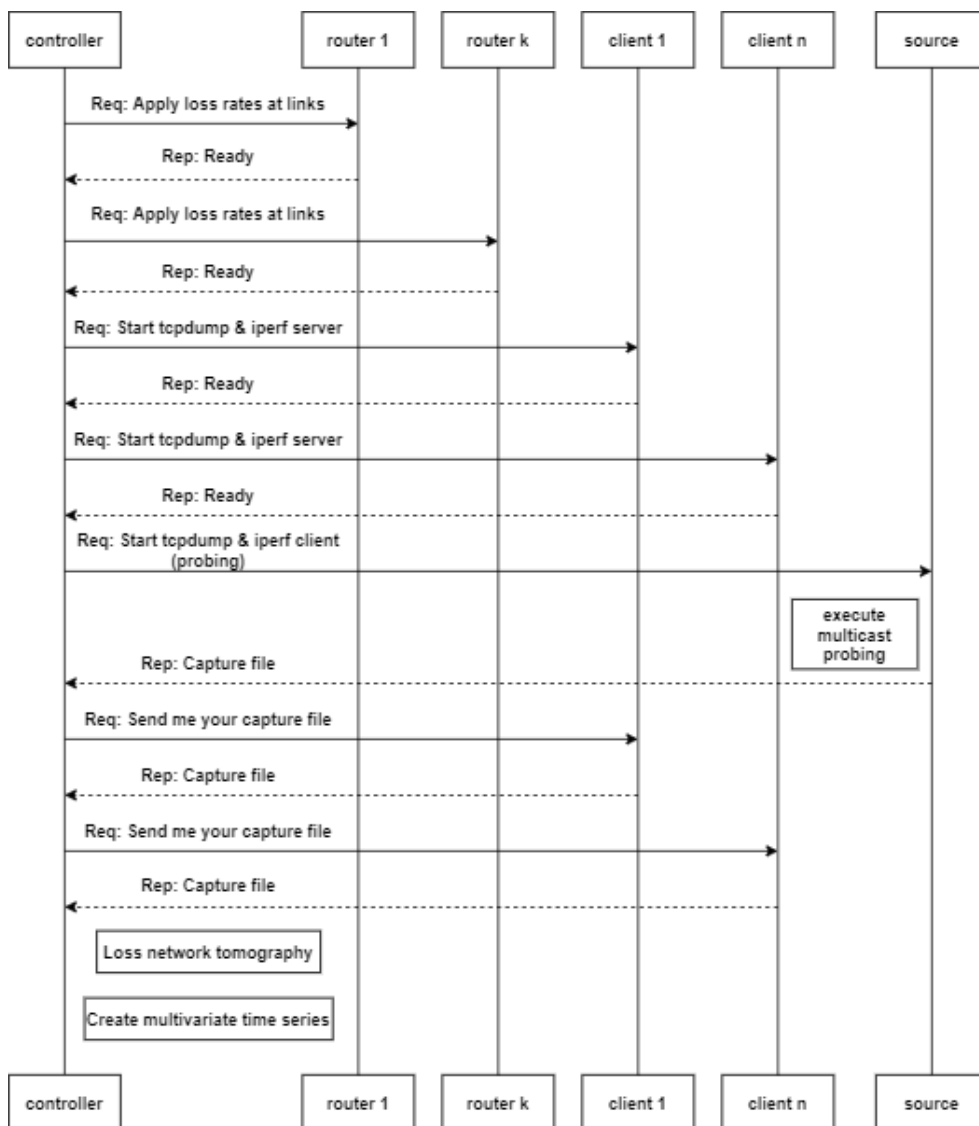 controller
router 1
router k
client 1
client n
source
Req: Apply loss rates at links
Rep: Ready
Req: Apply loss rates at links
Rep: Ready
Req: Start tcpdump & iperf server
Rep: Ready
Req: Start tcpdump & iperf server
Rep: Ready
Req: Start tcpdump & iperf client
(probing)
execute
multicast
probing
Rep: Capture file
Req: Send me your capture file
Rep: Capture file
Req: Send me your capture file
Rep: Capture file
Loss network tomography
Create multivariate time series
controller
router 1
router k
client 1
client n
source